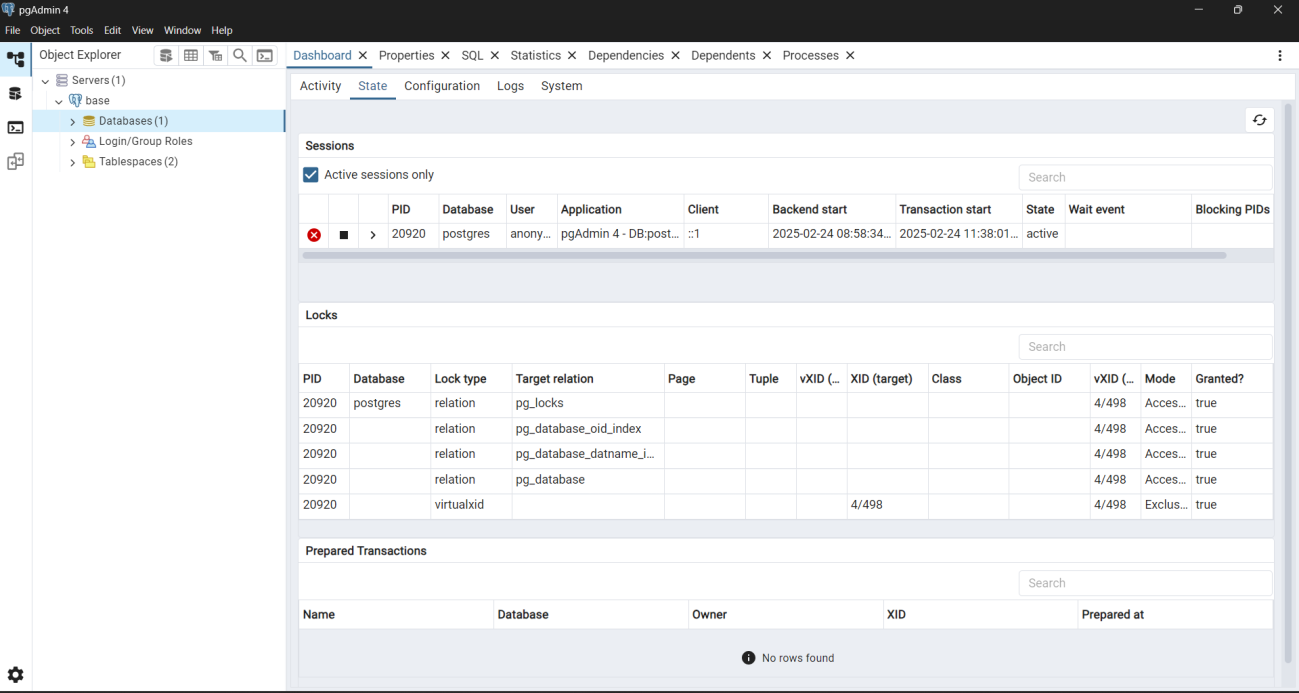 pgAdmin 4
File Object Tools Edit View Window Help
Object Explorer
Dashboard Properties SQL Statistics Dependencies Dependents Processes
Servers (1)
base
Databases (1)
Login/Group Roles
Tablespaces (2)
Activity State Configuration Logs System
Sessions
Active sessions only
Search
PID Database User Application Client Backend start Transaction start State Wait event Blocking PIDs
20920 postgres anony... pgAdmin 4 - DB:post... ::1 2025-02-24 08:58:34... 2025-02-24 11:38:01... active
Locks
Search
PID Database Lock type Target relation Page Tuple vXID (... XID (target) Class Object ID vXID (... Mode Granted?
20920 postgres relation pg_locks 4/498 Acces... true
20920 relation pg_database_oid_index 4/498 Acces... true
20920 relation pg_database_datname_i... 4/498 Acces... true
20920 relation pg_database 4/498 Acces... true
20920 virtualxid 4/498 4/498 Exclus... true
Prepared Transactions
Search
Name Database Owner XID Prepared at
No rows found